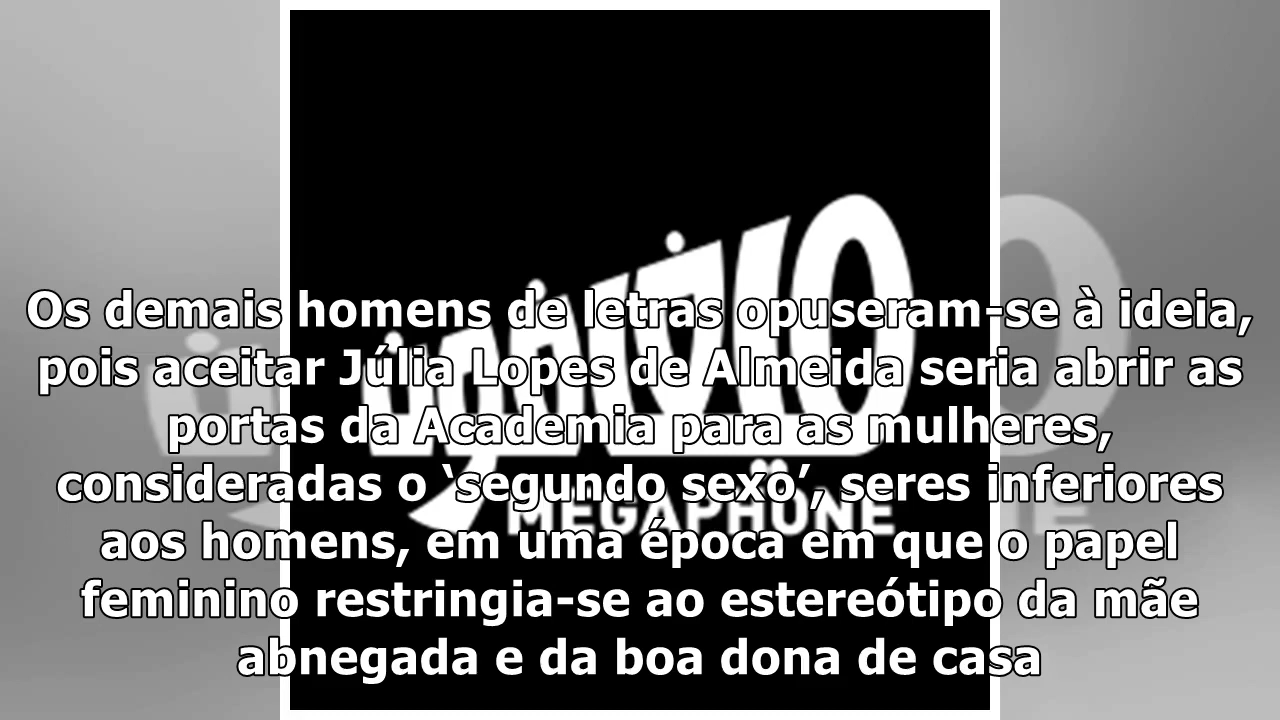 Os demais homens de letras opuseram-se à ideia,
pois aceitar Júlia Lopes de Almeida seria abrir as
portas da Academia para as mulheres,
consideradas o ‘segundo sexo’, seres inferiores
aos homens, em uma época em que o papel
feminino restringia-se ao estereótipo da mãe
abnegada e da boa dona de casa
MEGAPHONE